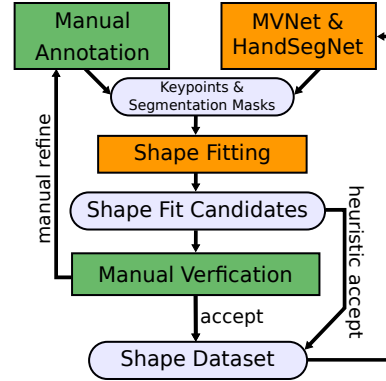 Manual
Annotation
MVNet &
HandSegNet
Keypoints &
Segmentation Masks
Shape Fitting
manual refine
Shape Fit Candidates
heuristic accept
Manual Verfication
accept
Shape Dataset